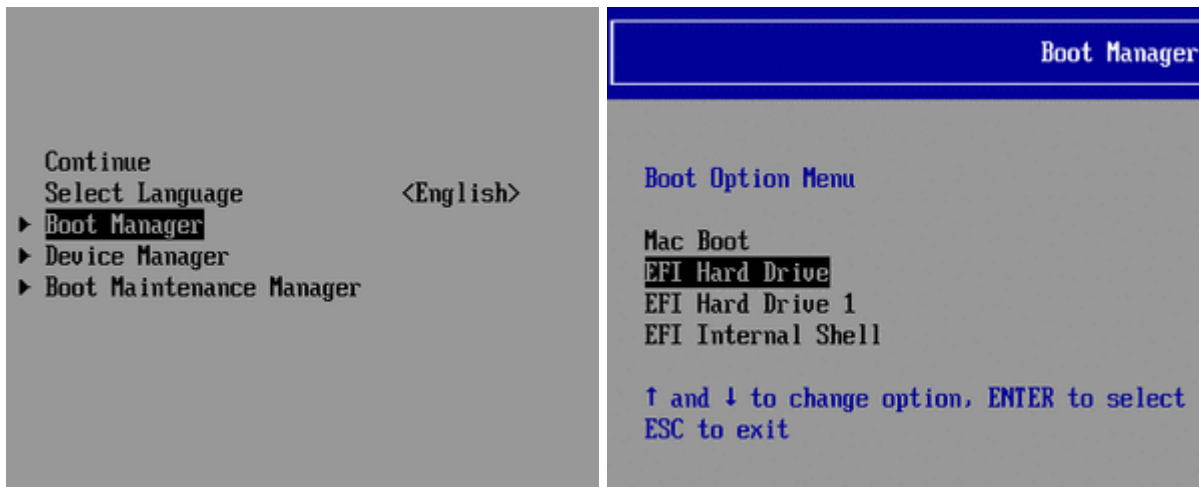 Continue
Select Language <English>
Boot Manager
Device Manager
Boot Maintenance Manager
Boot Manager
Boot Option Menu
Mac Boot
EFI Hard Drive
EFI Hard Drive 1
EFI Internal Shell
↑ and ↓ to change option, ENTER to select
ESC to exit